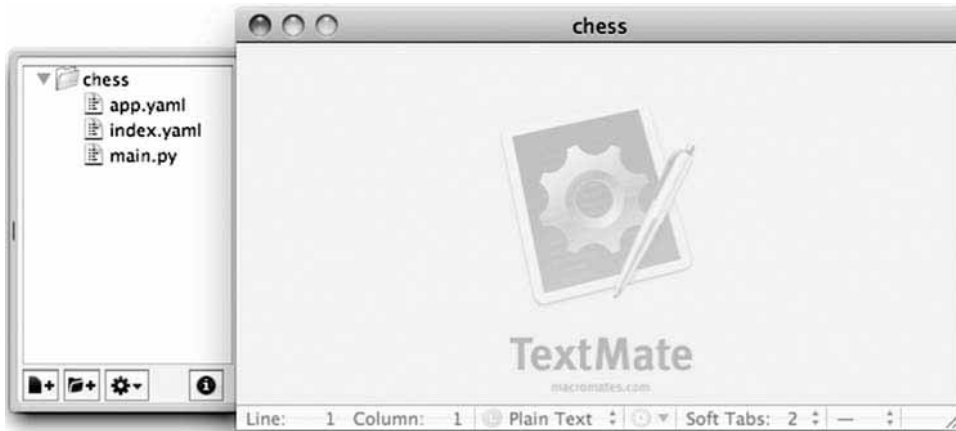 chess
chess
app.yaml
index.yaml
main.py
TextMate
macromates.com
Line: 1 Column: 1 Plain Text Soft Tabs: 2 —